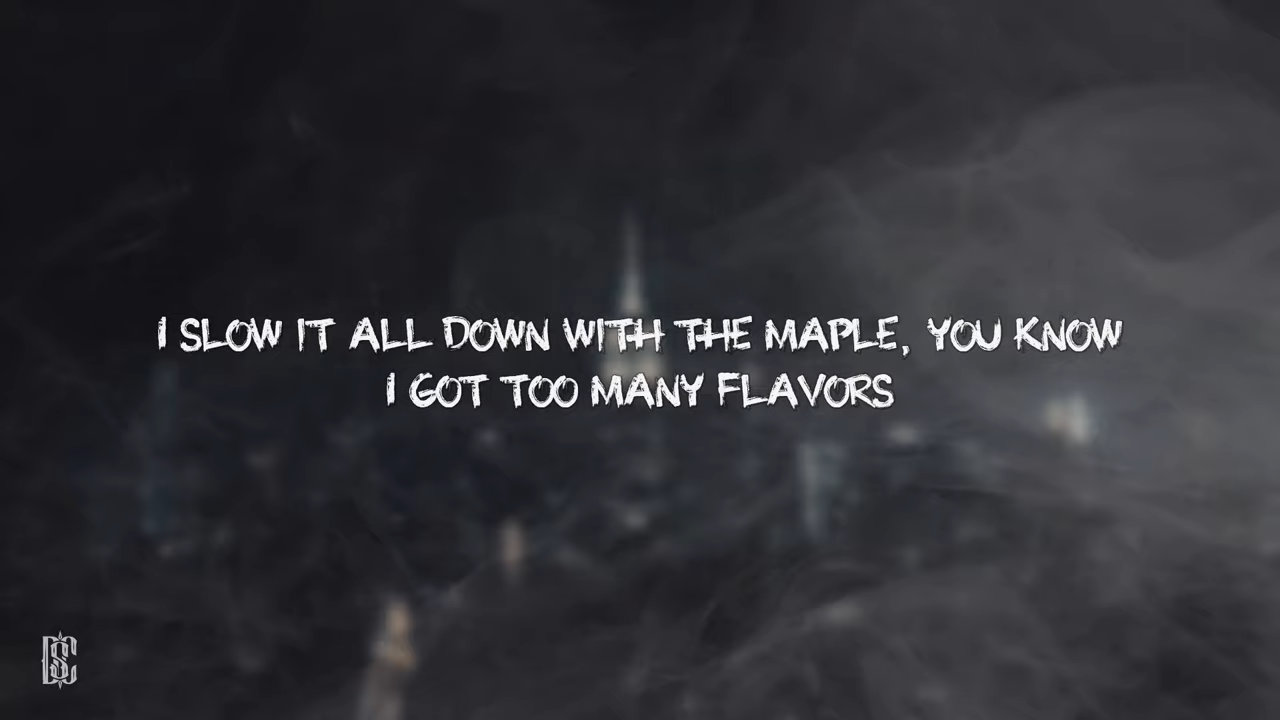 I SLOW IT ALL DOWN WITH THE MAPLE, YOU KNOW
I GOT TOO MANY FLAVORS